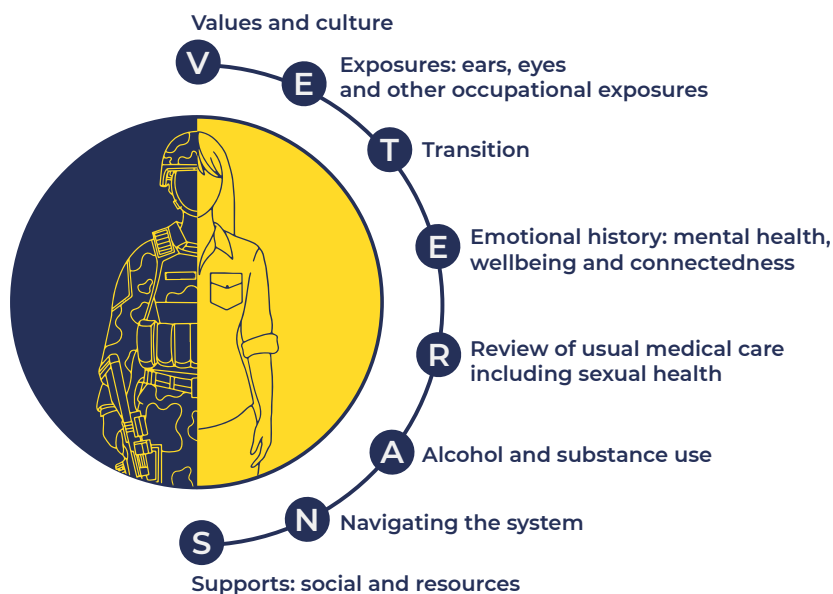 Values and culture
V
E
Exposures: ears, eyes
and other occupational exposures
T
Transition
E
Emotional history: mental health,
wellbeing and connectedness
R
Review of usual medical care
including sexual health
A
Alcohol and substance use
N
Navigating the system
S
Supports: social and resources